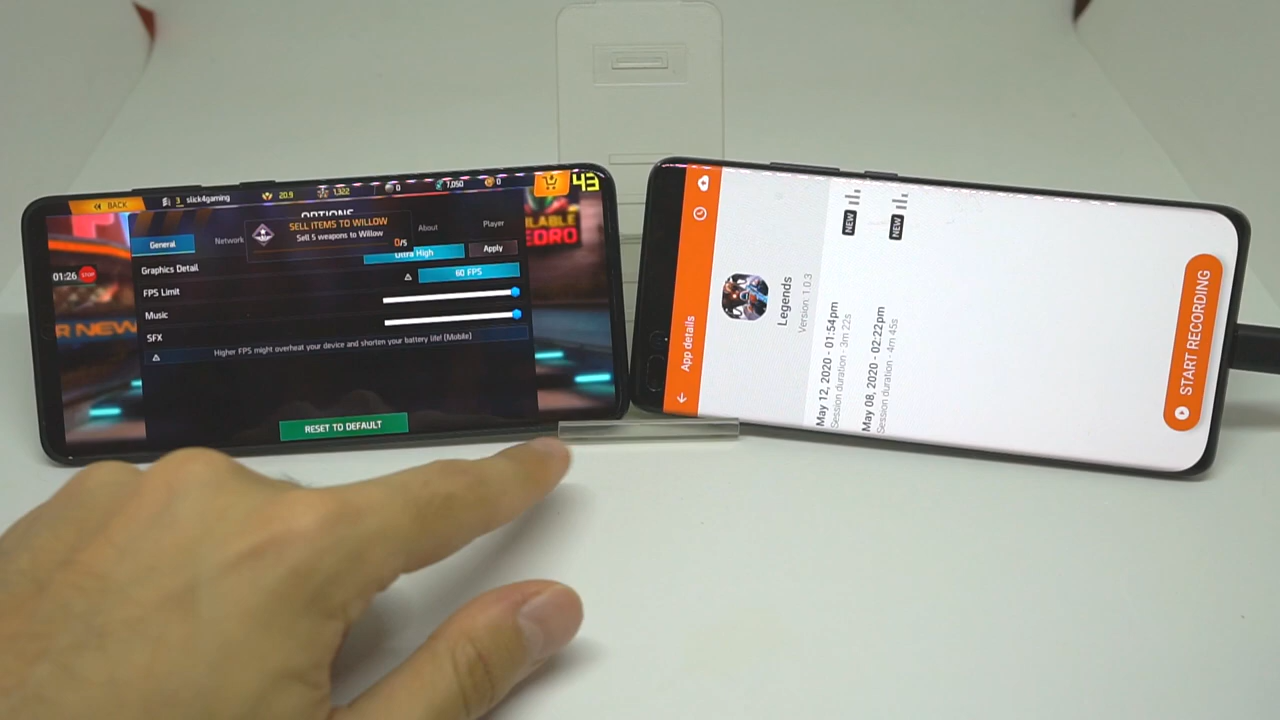 BACK
3 slick4gaming
20.9
1,322
0
7,050
0
43
OPTIONS
SELL ITEMS TO WILLOW
Sell 5 weapons to Willow
0/5
General
Network
About
Player
Graphics Detail
Ultra High
Apply
FPS Limit
60 FPS
Music
SFX
Higher FPS might overheat your device and shorten your battery life! (Mobile)
RESET TO DEFAULT
01:26
STOP
R NEW
ILABLE
EDRO
App details
Legends
Version: 1.0.3
May 12, 2020 - 01:54pm
Session duration - 3m 22s
NEW
May 08, 2020 - 02:22pm
Session duration - 4m 45s
NEW
START RECORDING